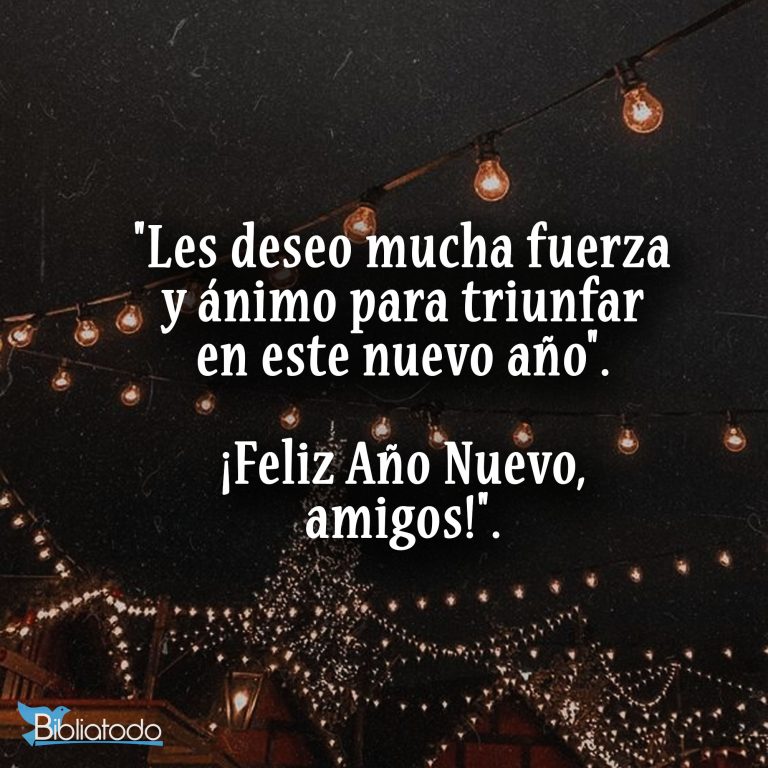 "Les deseo mucha fuerza
y ánimo para triunfar
en este nuevo año".
¡Feliz Año Nuevo,
amigos!".
Bibliatodo